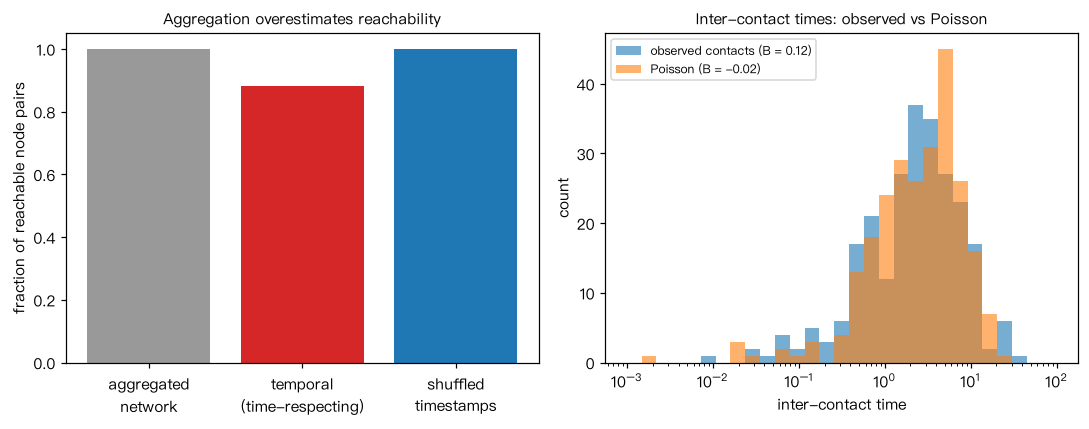 Aggregation overestimates reachability
fraction of reachable node pairs
1.0
0.8
0.6
0.4
0.2
0.0
aggregated
network
temporal
(time−respecting)
shuffled
timestamps
Inter−contact times: observed vs Poisson
observed contacts (B = 0.12)
Poisson (B = −0.02)
count
40
30
20
10
0
10⁻³
10⁻²
10⁻¹
10⁰
10¹
10²
inter−contact time